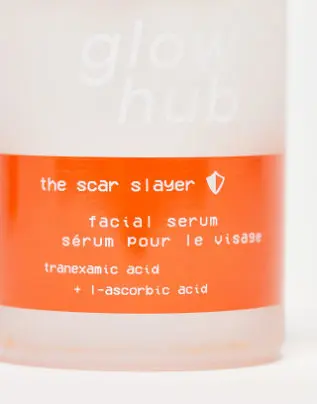 glow
hub
the scar slayer
facial serum
sérum pour le visage
tranexamic acid
+ l-ascorbic acid